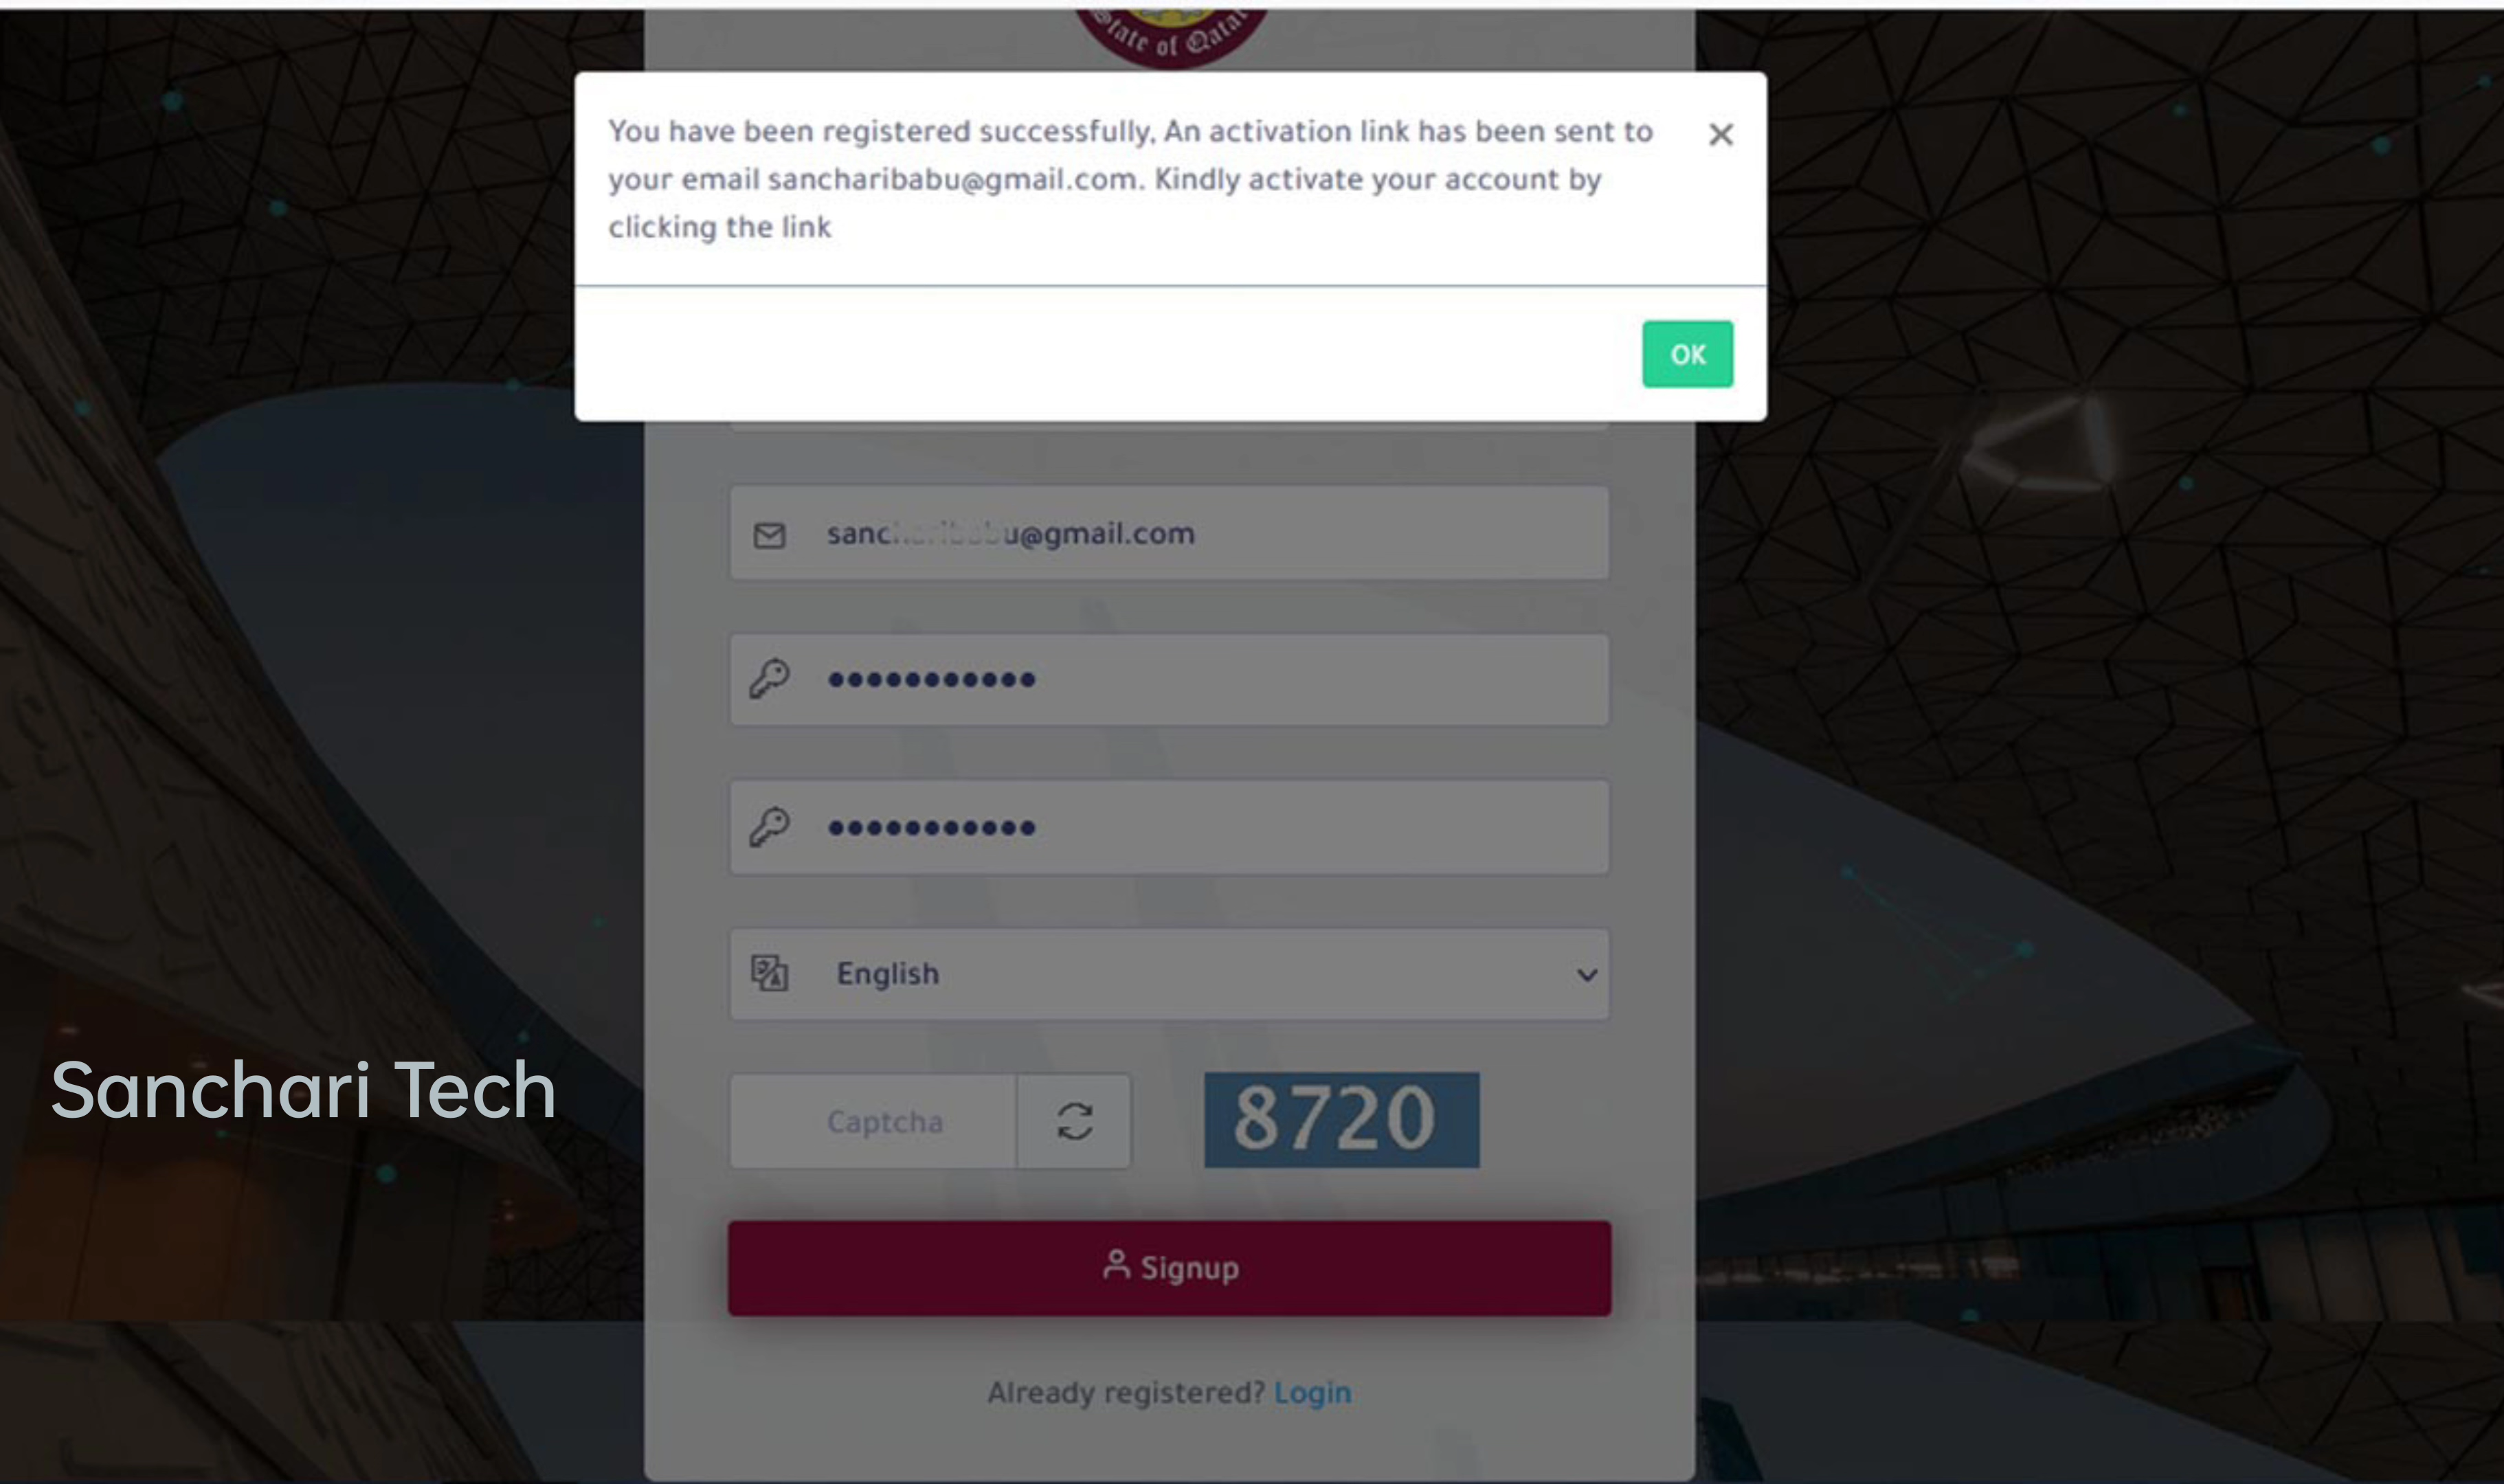 State of Qatar
You have been registered successfully, An activation link has been sent to
your email sancharibabu@gmail.com. Kindly activate your account by
clicking the link
OK
sancharibabu@gmail.com
English
Captcha
8720
Signup
Sanchari Tech
Already registered? Login